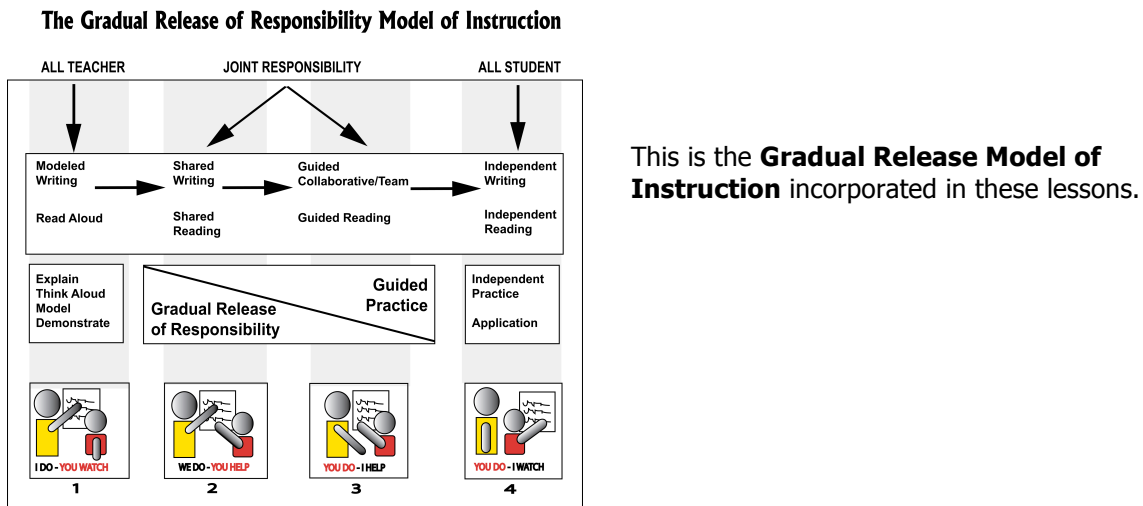 The Gradual Release of Responsibility Model of Instruction
ALL TEACHER
JOINT RESPONSIBILITY
ALL STUDENT
Modeled
Writing
Shared
Writing
Guided
Collaborative/Team
Independent
Writing
Read Aloud
Shared
Reading
Guided Reading
Independent
Reading
Explain
Think Aloud
Model
Demonstrate
Gradual Release
of Responsibility
Guided
Practice
Independent
Practice
Application
I DO - YOU WATCH
1
WE DO - YOU HELP
2
YOU DO - I HELP
3
YOU DO - I WATCH
4
This is the Gradual Release Model of
Instruction incorporated in these lessons.